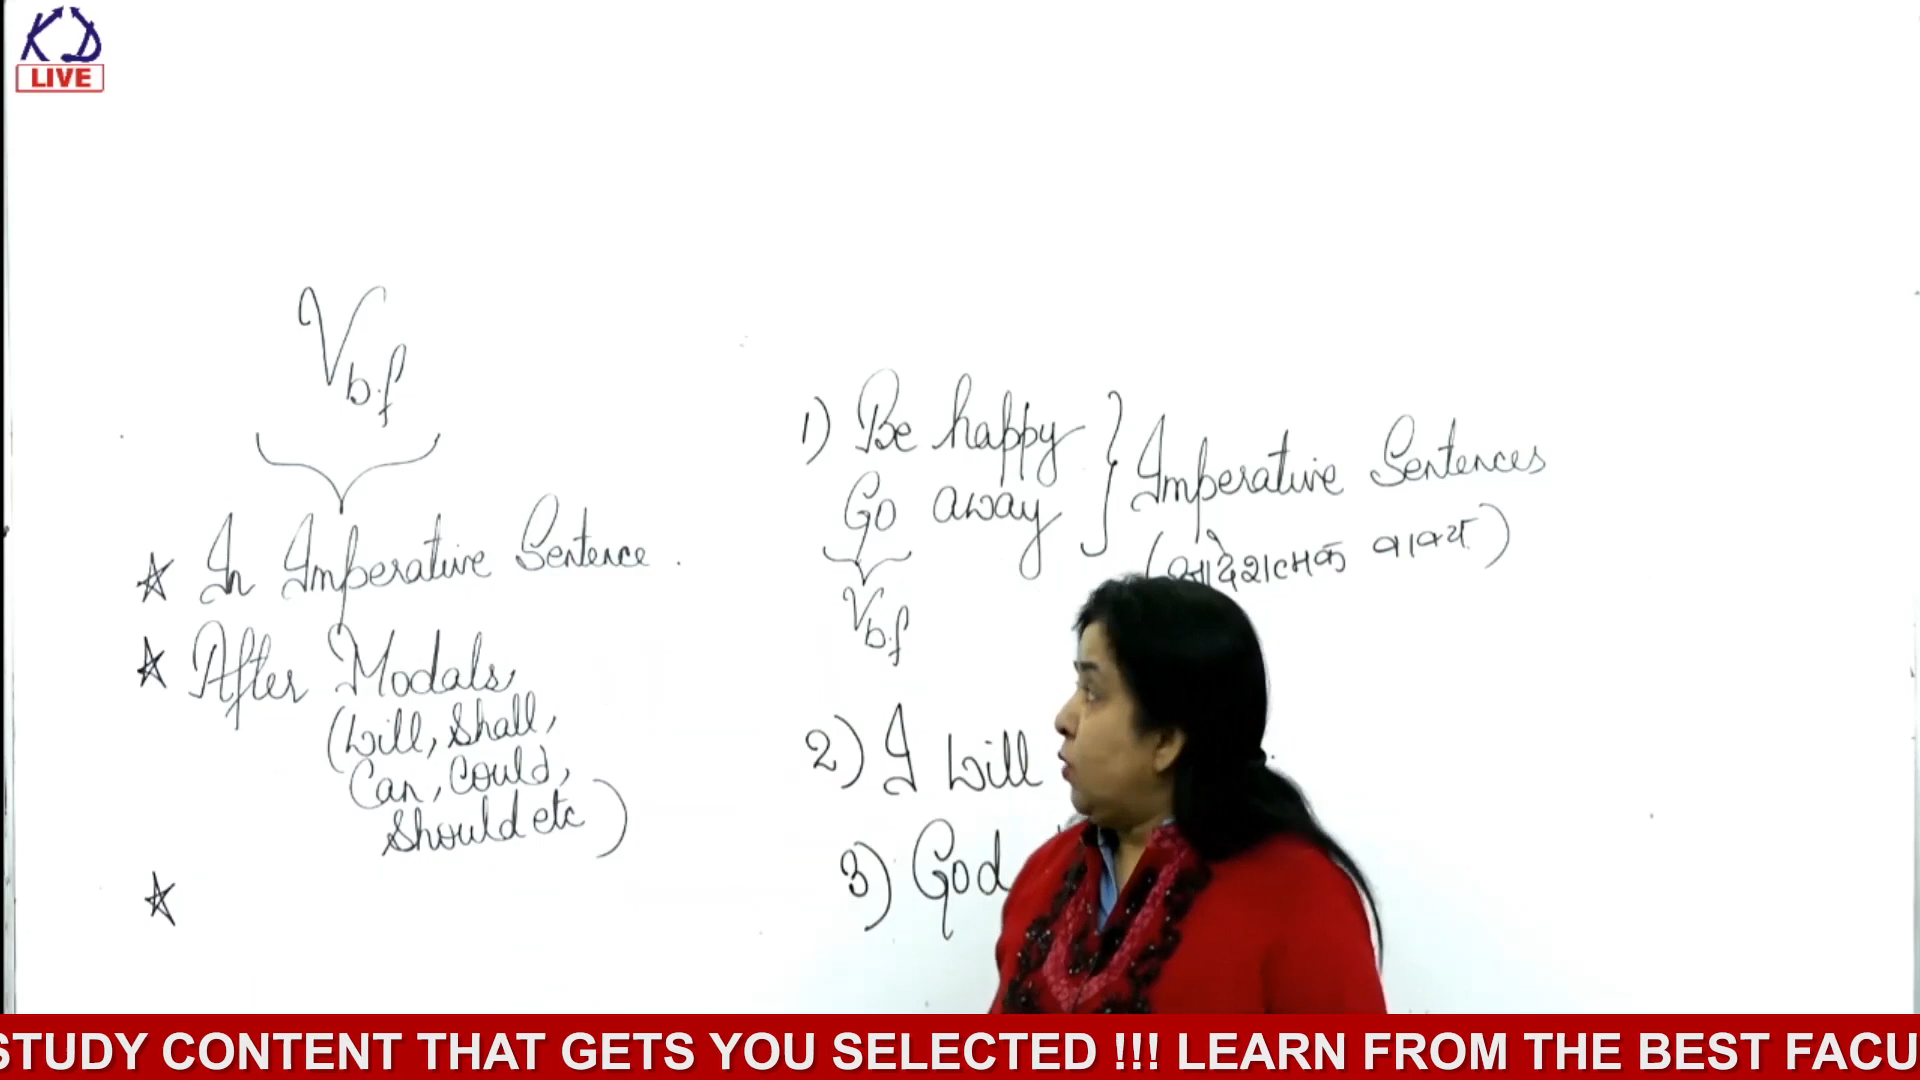 KD
LIVE
V b.f
☆ In Imperative Sentence.
☆ After Modals
(Will, Shall,
Can, Could,
Should etc)
☆
1) Be happy
Go away
} Imperative Sentences
(आदेशात्मक वाक्य)
V b.f
2) I will
3) God
STUDY CONTENT THAT GETS YOU SELECTED !!! LEARN FROM THE BEST FACU